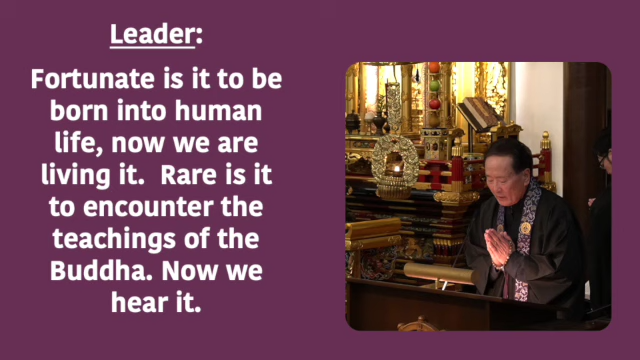 Leader:
Fortunate is it to be
born into human
life, now we are
living it. Rare is it
to encounter the
teachings of the
Buddha. Now we
hear it.